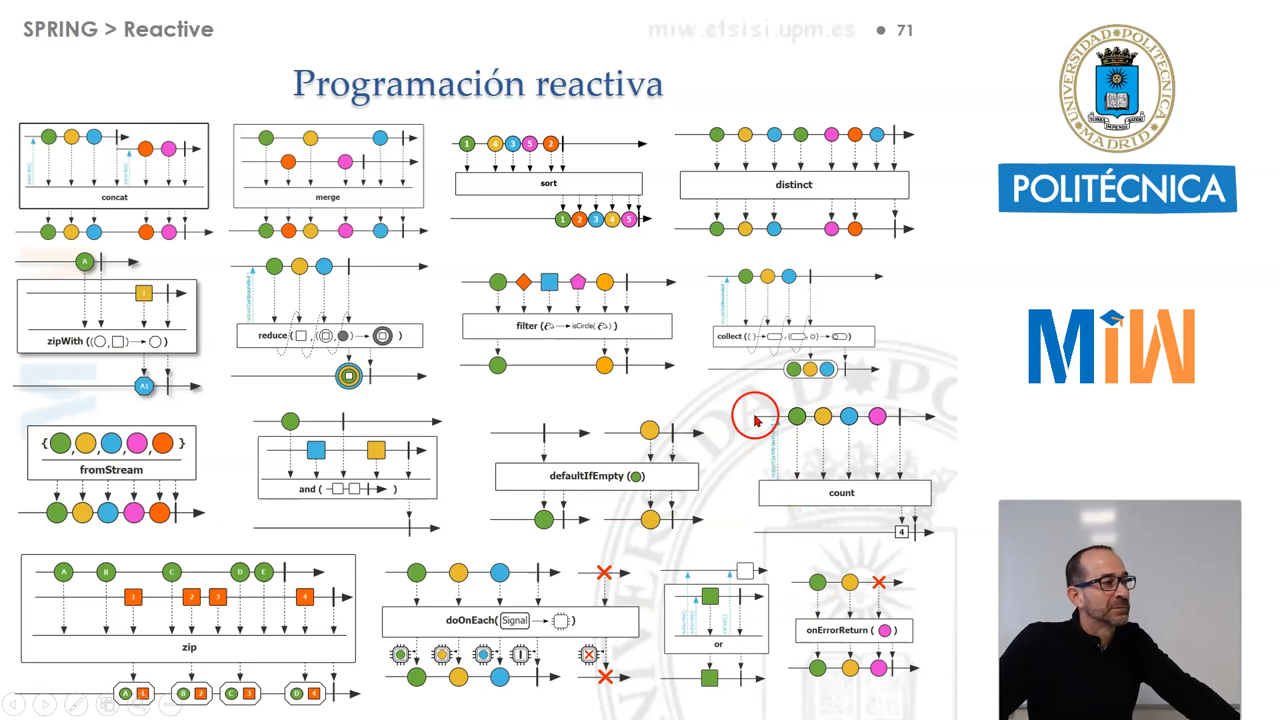 SPRING > Reactive
miw.etsisi.upm.es
71
Programación reactiva
concat
merge
1 4 3 5 2
sort
1 2 3 4 5
distinct
A
1
zipWith
A1
reduce
filter ( → isCircle( ) )
collect
{ , , , , }
fromStream
and ( )
defaultIfEmpty ( )
count
4
A B C D E
1 2 3 4
zip
A 1 B 2 C 3 D 4
doOnEach( Signal → )
or
onErrorReturn ( )
UNIVERSIDAD POLITÉCNICA
MADRID
POLITÉCNICA
MiW